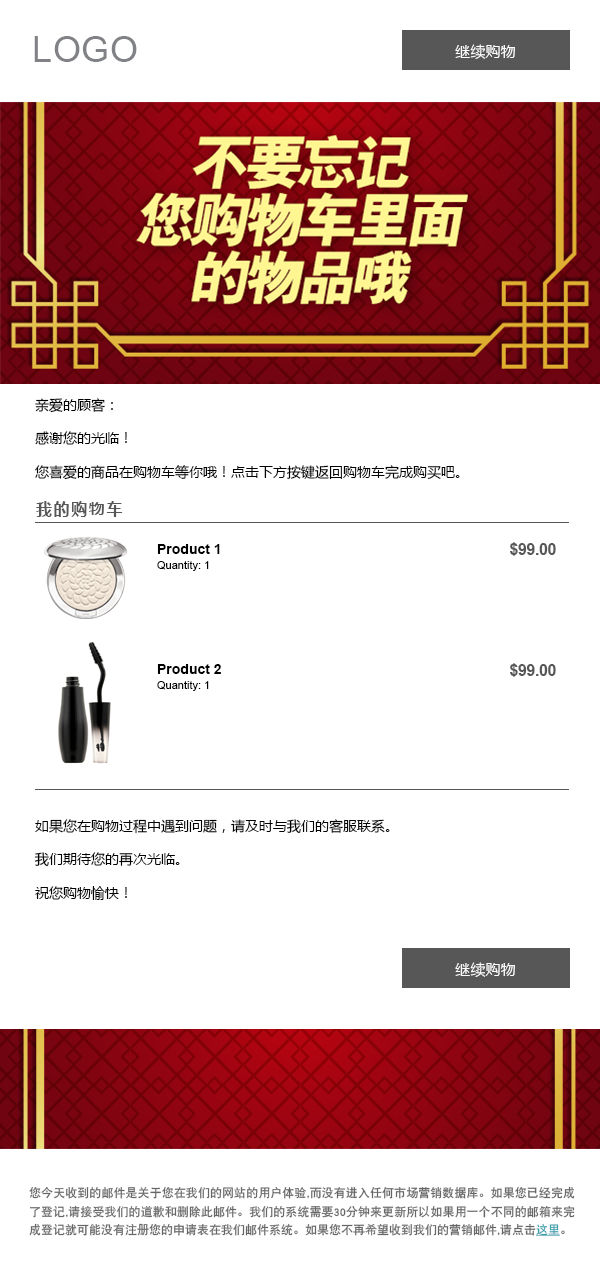 LOGO
继续购物
不要忘记
您购物车里面
的物品哦
亲爱的顾客：
感谢您的光临！
您喜爱的商品在购物车等你哦！点击下方按键返回购物车完成购买吧。
我的购物车
Product 1
$99.00
Quantity: 1
Product 2
$99.00
Quantity: 1
如果您在购物过程中遇到问题，请及时与我们的客服联系。
我们期待您的再次光临。
祝您购物愉快！
继续购物
您今天收到的邮件是关于您在我们的网站的用户体验,而没有进入任何市场营销数据库。如果您已经完成
了登记,请接受我们的道歉和删除此邮件。我们的系统需要30分钟来更新所以如果用一个不同的邮箱来完
成登记就可能没有注册您的申请表在我们邮件系统。如果您不再希望收到我们的营销邮件,请点击这里。